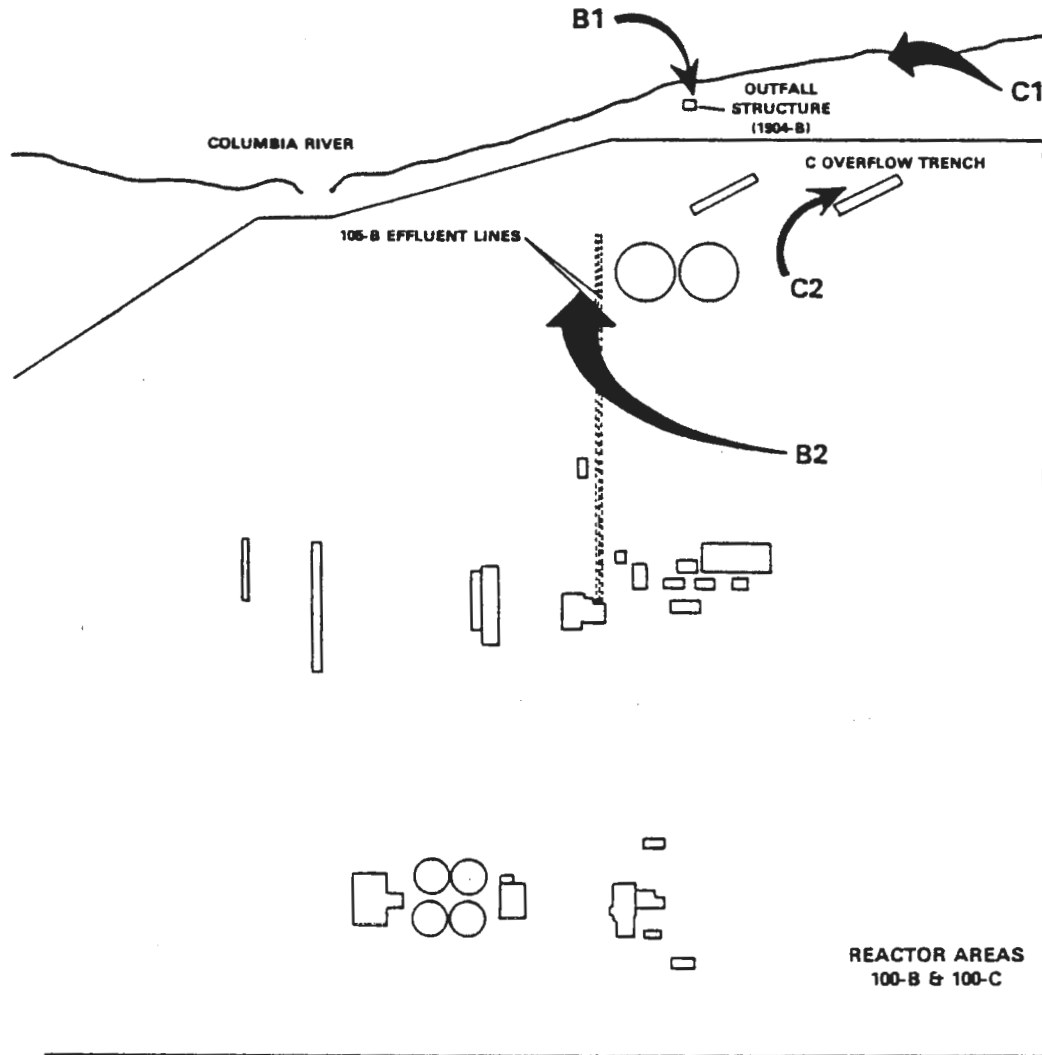 B1
C1
OUTFALL
STRUCTURE
(1904-B)
COLUMBIA RIVER
C OVERFLOW TRENCH
105-B EFFLUENT LINES
C2
B2
REACTOR AREAS
100-B & 100-C